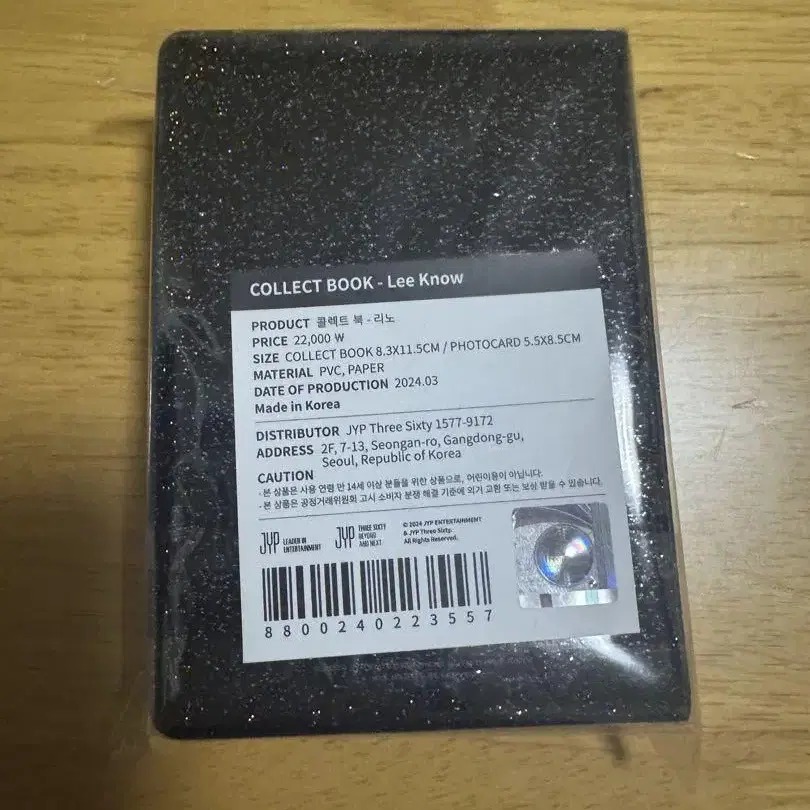 COLLECT BOOK - Lee Know
PRODUCT 콜렉트 북 - 리노
PRICE 22,000 ₩
SIZE COLLECT BOOK 8.3X11.5CM / PHOTOCARD 5.5X8.5CM
MATERIAL PVC, PAPER
DATE OF PRODUCTION 2024.03
Made in Korea
DISTRIBUTOR JYP Three Sixty 1577-9172
ADDRESS 2F, 7-13, Seongan-ro, Gangdong-gu,
Seoul, Republic of Korea
CAUTION
- 본 상품은 사용 연령 만 14세 이상 분들을 위한 상품으로, 어린이용이 아닙니다.
- 본 상품은 공정거래위원회 고시 소비자 분쟁 해결 기준에 의거 교환 또는 보상 받을 수 있습니다.
JYP LEADER IN
ENTERTAINMENT
JYP THREE SIXTY
BEYOND
AND NEXT
© 2024 JYP ENTERTAINMENT
& JYP Three Sixty.
All Rights Reserved.
8800240223557